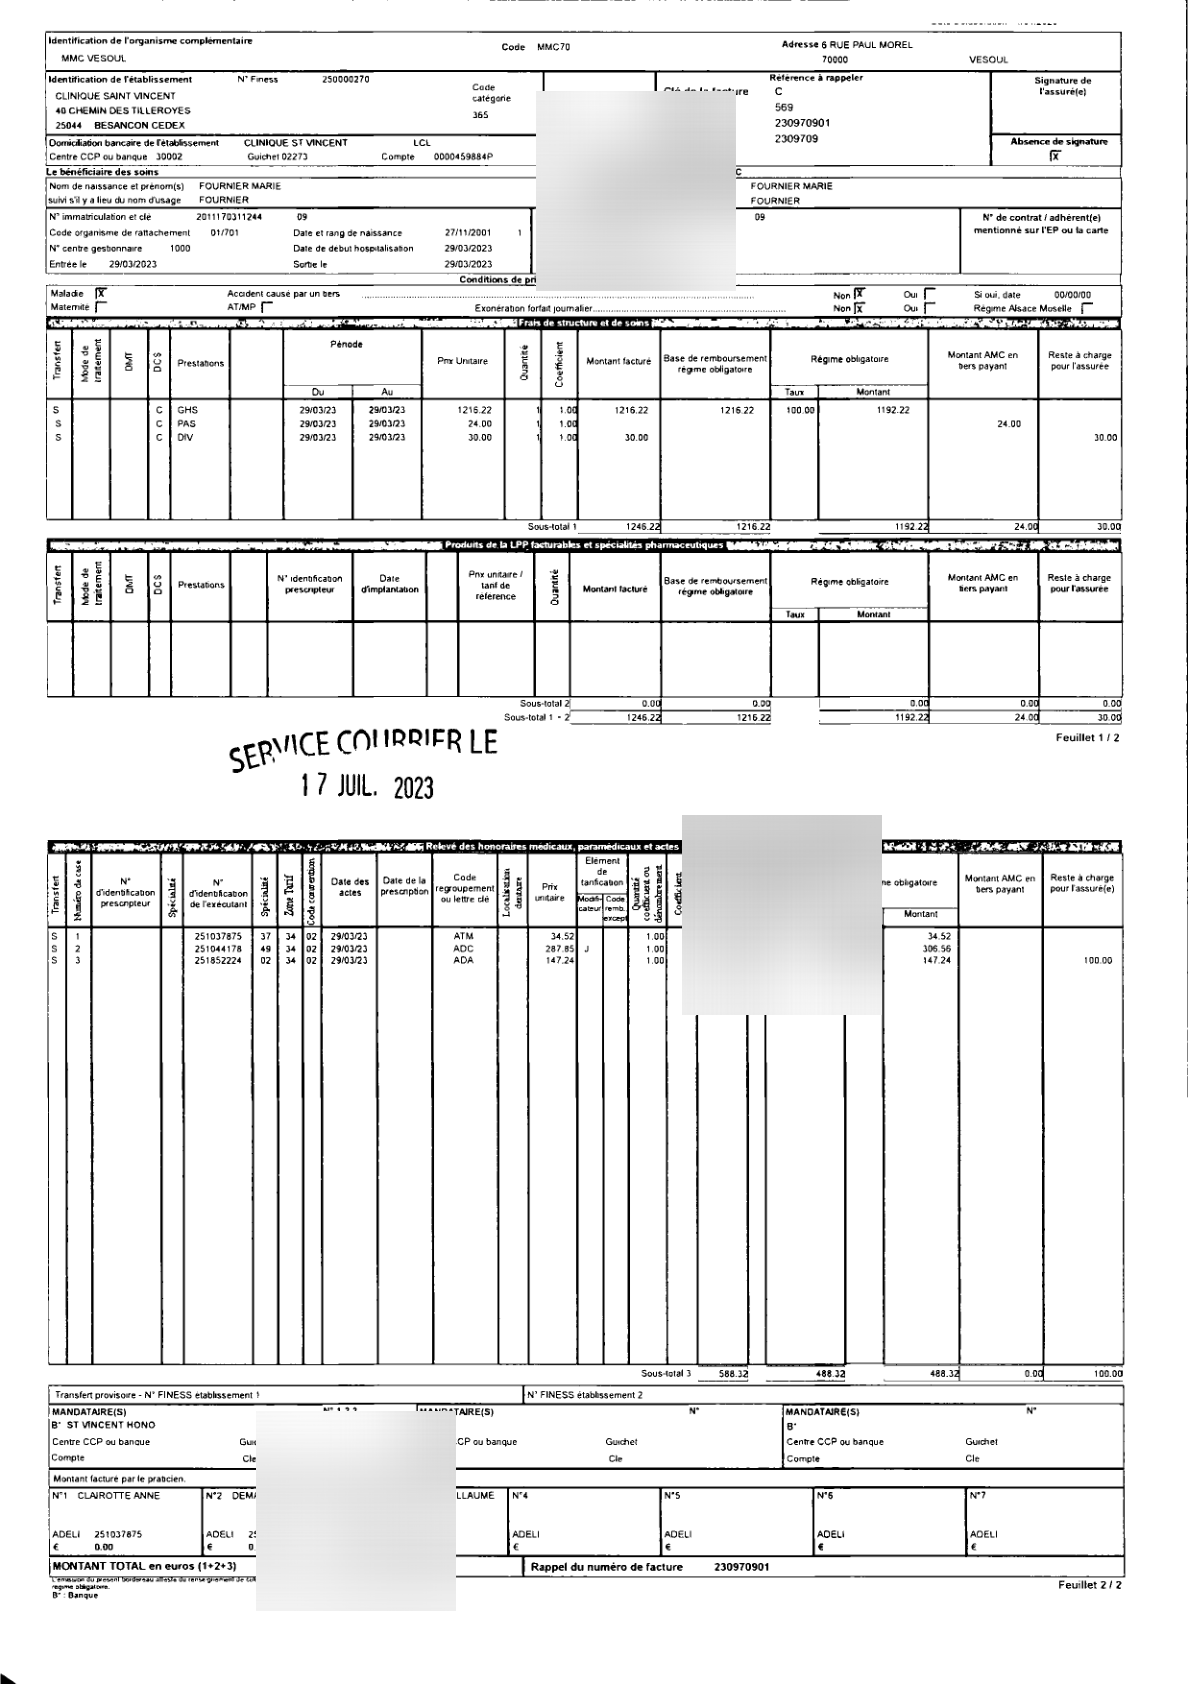 Identification de l'organisme complémentaire
MMC VESOUL
Code MMC70
Adresse 6 RUE PAUL MOREL
70000 VESOUL
Identification de l'établissement N° Finess 250000270
CLINIQUE SAINT VINCENT
40 CHEMIN DES TILLEROYES
25044 BESANCON CEDEX
Code catégorie
365
Référence à rappeler
C
569
230970901
2309709
Signature de l'assuré(e)
Absence de signature
X
Domiciliation bancaire de l'établissement CLINIQUE ST VINCENT LCL
Centre CCP ou banque 30002 Guichet 02273 Compte 0000459884P
Le bénéficiaire des soins
Nom de naissance et prénom(s) FOURNIER MARIE FOURNIER MARIE
suivi s'il y a lieu du nom d'usage FOURNIER FOURNIER
N° immatriculation et clé 2011170311244 09 09
Code organisme de rattachement 01/701 Date et rang de naissance 27/11/2001 1
N° centre gestionnaire 1000 Date de début hospitalisation 29/03/2023
Entrée le 29/03/2023 Sortie le 29/03/2023
N° de contrat / adhérent(e) mentionné sur l'EP ou la carte
Conditions de
Maladie X Accident causé par un tiers Non X Oui Si oui, date 00/00/00
Maternité AT/MP Exonération forfait journalier Non X Oui Régime Alsace Moselle
Frais de structure et de soins
Transfert Mode de traitement DMT DCS Prestations Période Prix Unitaire Quantité Coefficient Montant facturé Base de remboursement régime obligatoire Régime obligatoire Montant AMC en tiers payant Reste à charge pour l'assurée
Du Au Taux Montant
S C GHS 29/03/23 29/03/23 1216.22 1 1.00 1216.22 1216.22 100.00 1192.22
S C PAS 29/03/23 29/03/23 24.00 1 1.00 24.00
S C DIV 29/03/23 29/03/23 30.00 1 1.00 30.00 30.00
Sous-total 1 1246.22 1216.22 1192.22 24.00 30.00
Produits de la LPP facturables et spécialités pharmaceutiques
Transfert Mode de traitement DMT DCS Prestations N° identification prescripteur Date d'implantation Prix unitaire / tarif de référence Quantité Montant facturé Base de remboursement régime obligatoire Régime obligatoire Montant AMC en tiers payant Reste à charge pour l'assurée
Taux Montant
Sous-total 2 0.00 0.00 0.00 0.00 0.00
Sous-total 1 + 2 1246.22 1216.22 1192.22 24.00 30.00
Feuillet 1 / 2
SERVICE COURRIER LE
17 JUIL. 2023
Relevé des honoraires médicaux, paramédicaux et actes
Transfert Numéro de case N° d'identification prescripteur Spécialité N° d'identification de l'exécutant Spécialité Zone Tarif Code convention Date des actes Date de la prescription Code regroupement ou lettre clé Localisation dentaire Prix unitaire Elément de tarification Quantité coefficient ou dénombrement Coefficient obligatoire Montant AMC en tiers payant Reste à charge pour l'assuré(e)
Modifi-cateur Code remb. except Montant
S 1 251037875 37 34 02 29/03/23 ATM 34.52 1.00 34.52
S 2 251044178 49 34 02 29/03/23 ADC 287.85 J 1.00 306.56
S 3 251852224 02 34 02 29/03/23 ADA 147.24 1.00 147.24 100.00
Sous-total 3 588.32 488.32 488.32 0.00 100.00
Transfert provisoire - N° FINESS établissement 1 N° FINESS établissement 2
MANDATAIRE(S) MANDATAIRE(S) N° MANDATAIRE(S) N°
B* ST VINCENT HONO B*
Centre CCP ou banque CCP ou banque Guichet Centre CCP ou banque Guichet
Compte Cle Cle Compte Cle
Montant facturé par le praticien.
N°1 CLAIROTTE ANNE N°2 LLAUME N°4 N°5 N°6 N°7
ADELI 251037875 ADELI ADELI ADELI ADELI ADELI
€ 0.00 € € € € €
MONTANT TOTAL en euros (1+2+3) Rappel du numéro de facture 230970901
L'émission du présent bordereau atteste du renseignement de
régime obligatoire.
B* : Banque
Feuillet 2 / 2